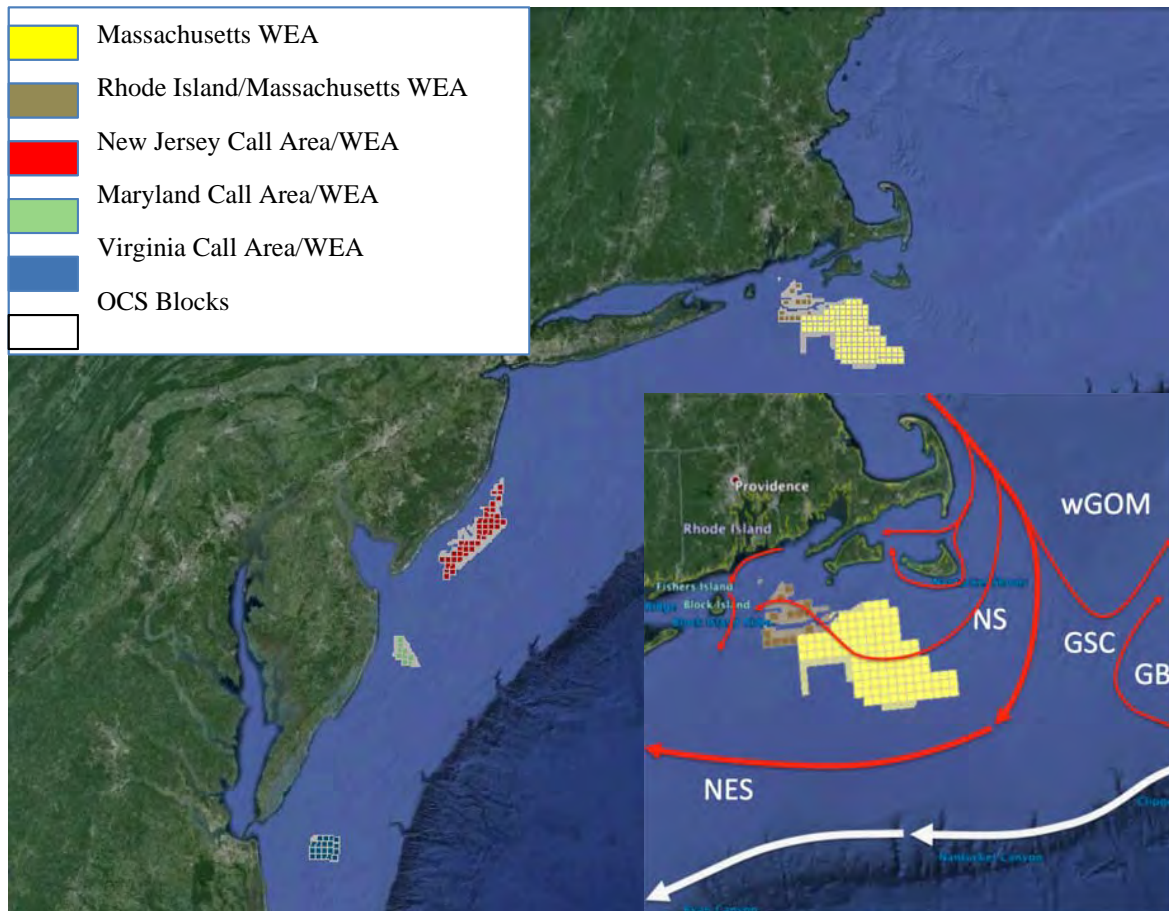 Massachusetts WEA
Rhode Island/Massachusetts WEA
New Jersey Call Area/WEA
Maryland Call Area/WEA
Virginia Call Area/WEA
OCS Blocks
Providence
wGOM
Rhode Island
Fishers Island
Block Island
NS
GSC
GB
NES
Nantucket Canyon